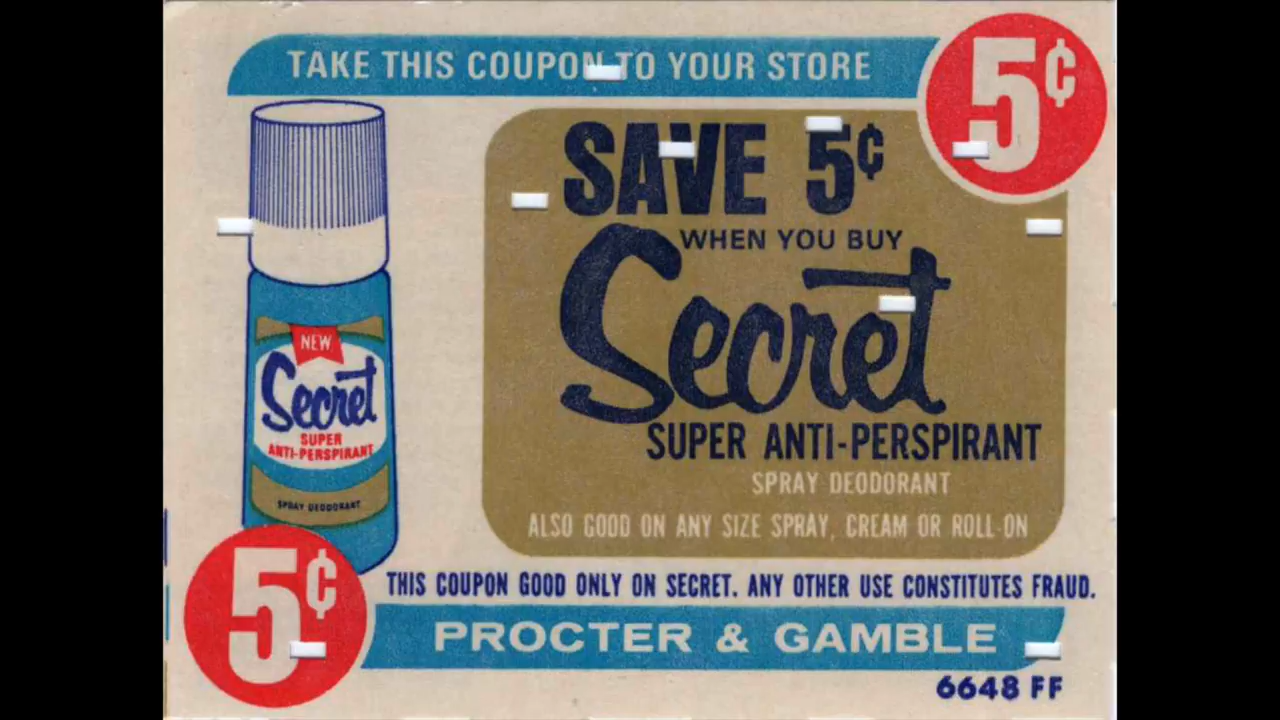 TAKE THIS COUPON TO YOUR STORE
5¢
SAVE 5¢
WHEN YOU BUY
Secret
SUPER ANTI-PERSPIRANT
SPRAY DEODORANT
ALSO GOOD ON ANY SIZE SPRAY, CREAM OR ROLL-ON
NEW
Secret
SUPER
ANTI-PERSPIRANT
SPRAY DEODORANT
5¢
THIS COUPON GOOD ONLY ON SECRET. ANY OTHER USE CONSTITUTES FRAUD.
PROCTER & GAMBLE
6648 FF